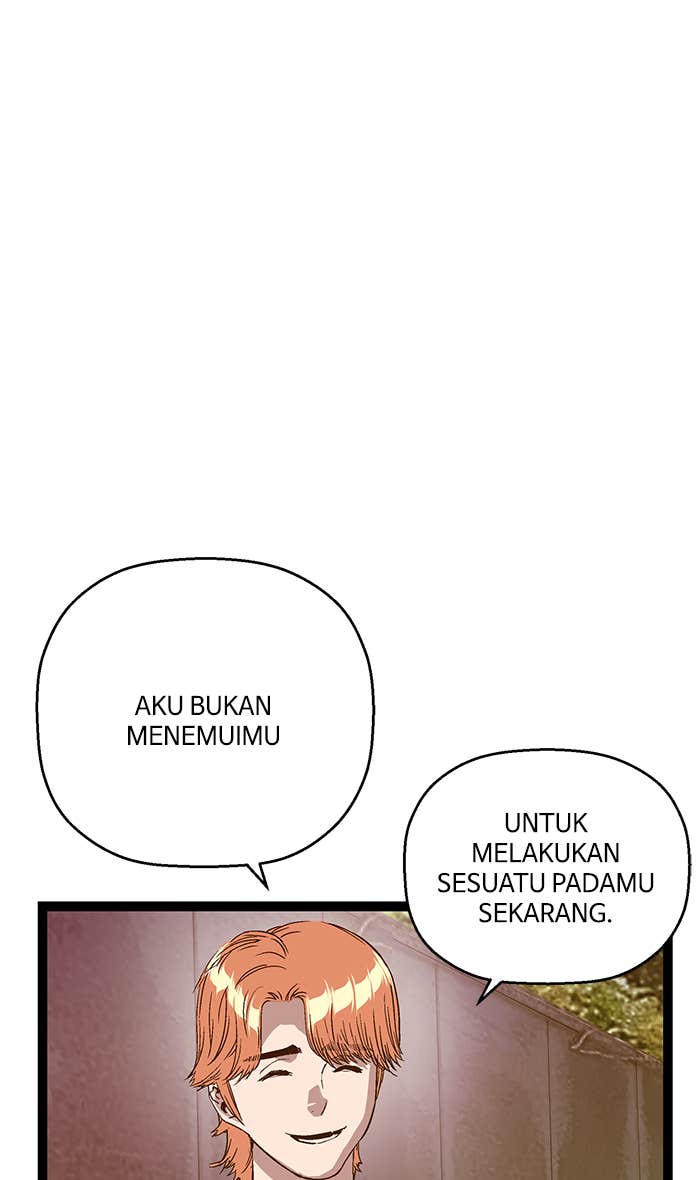 AKU BUKAN
MENEMUIMU
UNTUK
MELAKUKAN
SESUATU PADAMU
SEKARANG.